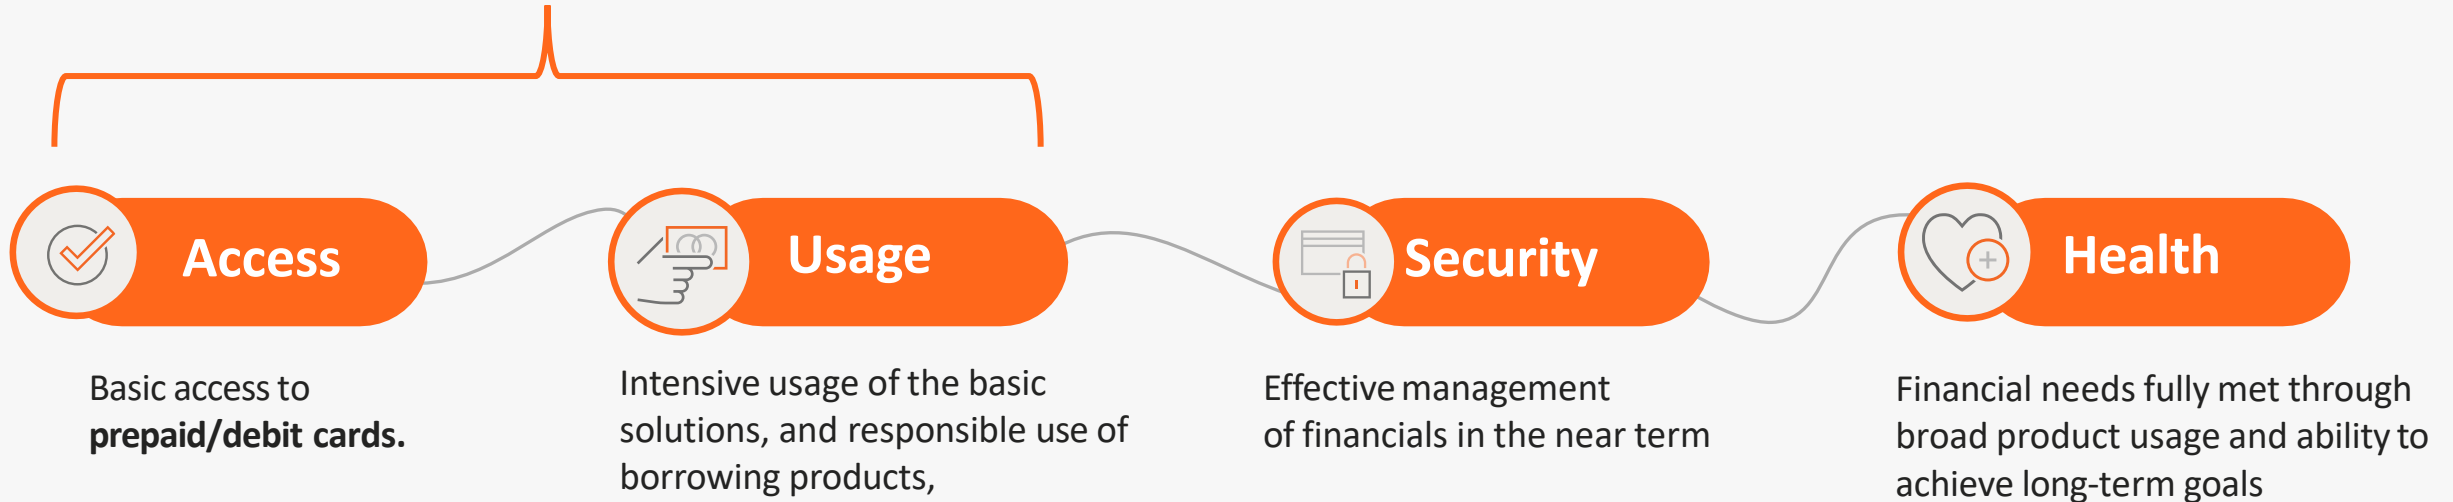 Access
Basic access to
prepaid/debit cards.
Usage
Intensive usage of the basic
solutions, and responsible use of
borrowing products,
Security
Effective management
of financials in the near term
Health
Financial needs fully met through
broad product usage and ability to
achieve long-term goals